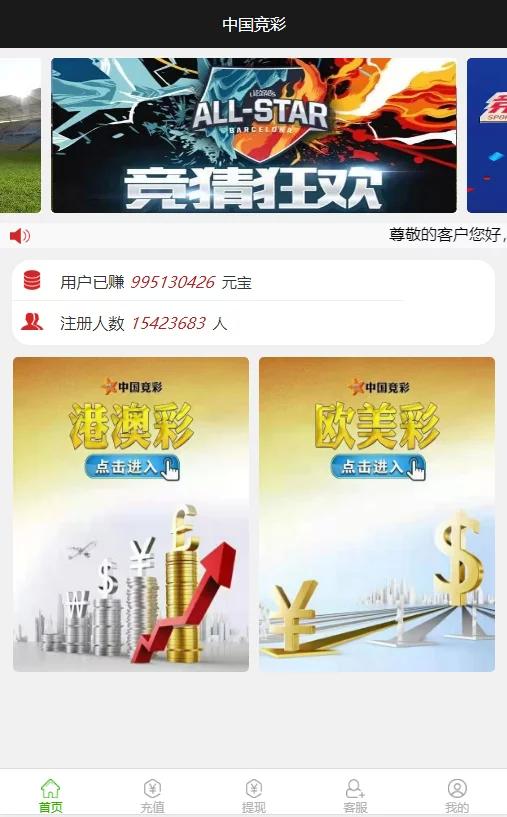 中国竞彩
LEAGUE LEGENDS
ALL-STAR
BARCELONA
竞猜狂欢
尊敬的客户您好，
用户已赚 995130426 元宝
注册人数 15423683 人
中国竞彩
港澳彩
点击进入
中国竞彩
欧美彩
点击进入
首页
充值
提现
客服
我的